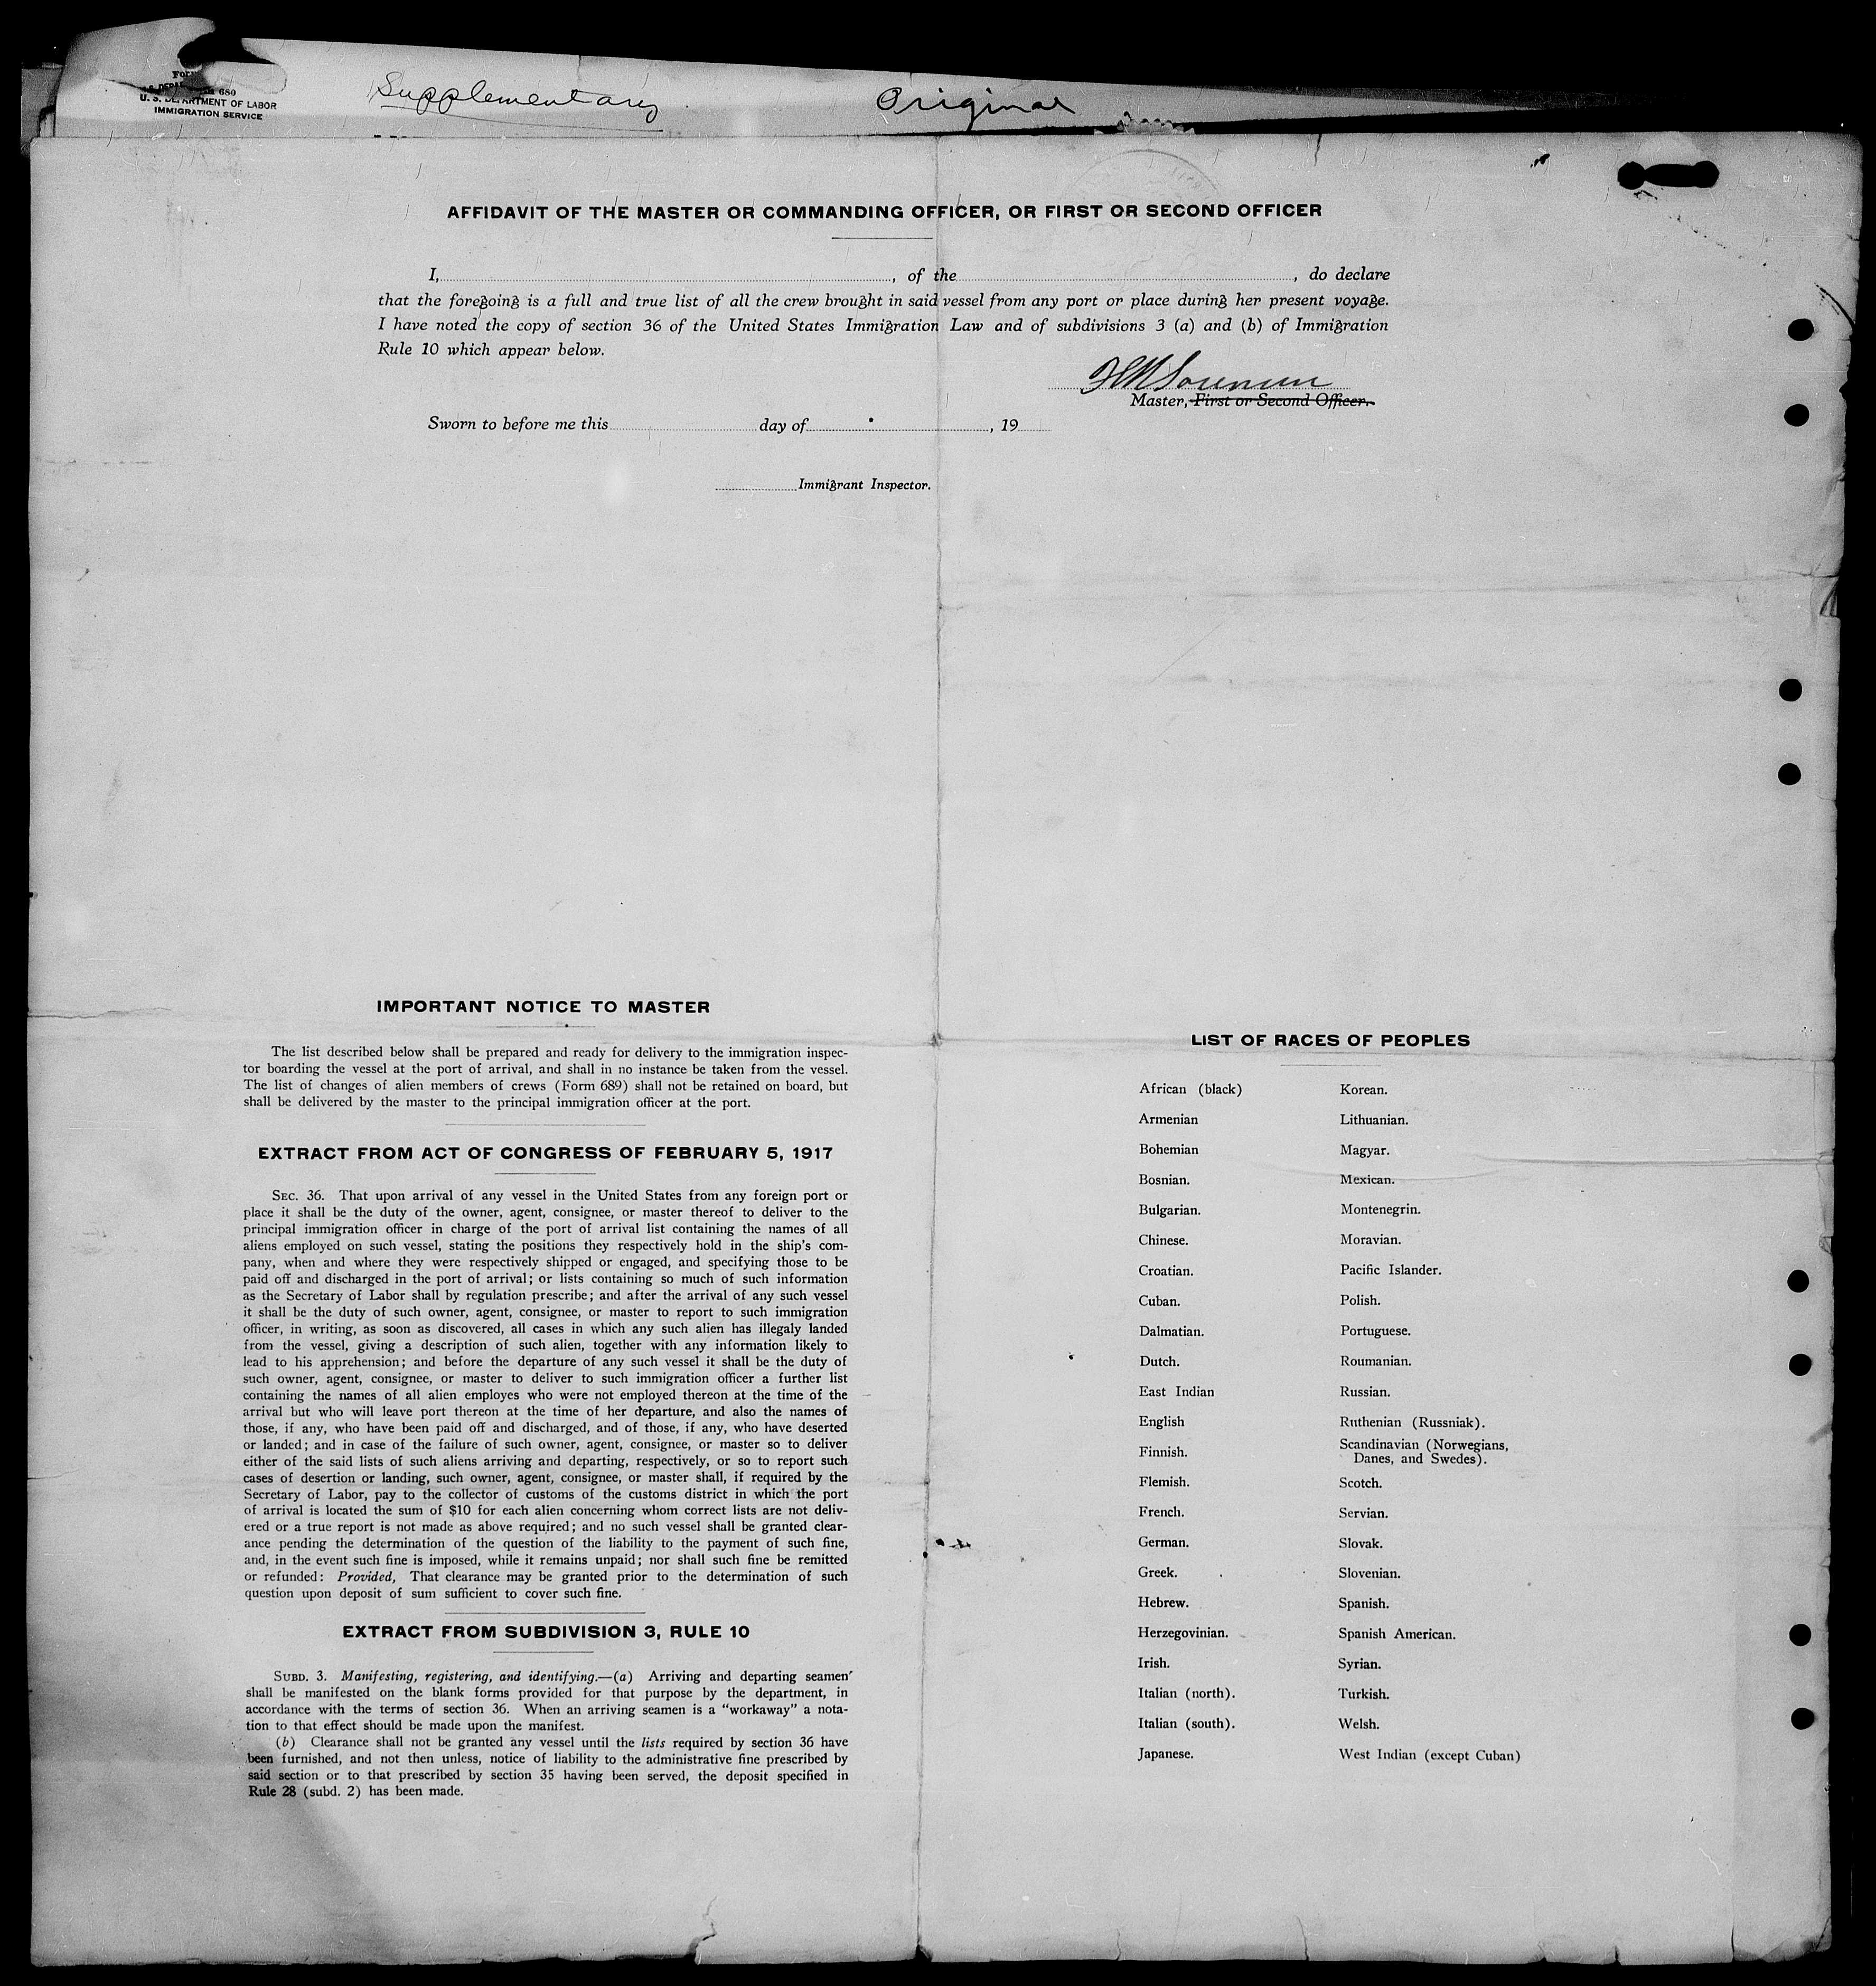 680
U. S. DEPARTMENT OF LABOR
IMMIGRATION SERVICE
Supplementary
Original
AFFIDAVIT OF THE MASTER OR COMMANDING OFFICER, OR FIRST OR SECOND OFFICER
I, , of the , do declare
that the foregoing is a full and true list of all the crew brought in said vessel from any port or place during her present voyage.
I have noted the copy of section 36 of the United States Immigration Law and of subdivisions 3 (a) and (b) of Immigration
Rule 10 which appear below.
Master, First or Second Officer.
Sworn to before me this day of , 19
Immigrant Inspector.
IMPORTANT NOTICE TO MASTER
The list described below shall be prepared and ready for delivery to the immigration inspec-
tor boarding the vessel at the port of arrival, and shall in no instance be taken from the vessel.
The list of changes of alien members of crews (Form 689) shall not be retained on board, but
shall be delivered by the master to the principal immigration officer at the port.
EXTRACT FROM ACT OF CONGRESS OF FEBRUARY 5, 1917
SEC. 36. That upon arrival of any vessel in the United States from any foreign port or
place it shall be the duty of the owner, agent, consignee, or master thereof to deliver to the
principal immigration officer in charge of the port of arrival list containing the names of all
aliens employed on such vessel, stating the positions they respectively hold in the ship's com-
pany, when and where they were respectively shipped or engaged, and specifying those to be
paid off and discharged in the port of arrival; or lists containing so much of such information
as the Secretary of Labor shall by regulation prescribe; and after the arrival of any such vessel
it shall be the duty of such owner, agent, consignee, or master to report to such immigration
officer, in writing, as soon as discovered, all cases in which any such alien has illegaly landed
from the vessel, giving a description of such alien, together with any information likely to
lead to his apprehension; and before the departure of any such vessel it shall be the duty of
such owner, agent, consignee, or master to deliver to such immigration officer a further list
containing the names of all alien employes who were not employed thereon at the time of the
arrival but who will leave port thereon at the time of her departure, and also the names of
those, if any, who have been paid off and discharged, and of those, if any, who have deserted
or landed; and in case of the failure of such owner, agent, consignee, or master so to deliver
either of the said lists of such aliens arriving and departing, respectively, or so to report such
cases of desertion or landing, such owner, agent, consignee, or master shall, if required by the
Secretary of Labor, pay to the collector of customs of the customs district in which the port
of arrival is located the sum of $10 for each alien concerning whom correct lists are not deliv-
ered or a true report is not made as above required; and no such vessel shall be granted clear-
ance pending the determination of the question of the liability to the payment of such fine,
and, in the event such fine is imposed, while it remains unpaid; nor shall such fine be remitted
or refunded: Provided, That clearance may be granted prior to the determination of such
question upon deposit of sum sufficient to cover such fine.
EXTRACT FROM SUBDIVISION 3, RULE 10
SUBD. 3. Manifesting, registering, and identifying.—(a) Arriving and departing seamen'
shall be manifested on the blank forms provided for that purpose by the department, in
accordance with the terms of section 36. When an arriving seamen is a "workaway" a nota-
tion to that effect should be made upon the manifest.
(b) Clearance shall not be granted any vessel until the lists required by section 36 have
been furnished, and not then unless, notice of liability to the administrative fine prescribed by
said section or to that prescribed by section 35 having been served, the deposit specified in
Rule 28 (subd. 2) has been made.
LIST OF RACES OF PEOPLES
African (black) Korean.
Armenian Lithuanian.
Bohemian Magyar.
Bosnian. Mexican.
Bulgarian. Montenegrin.
Chinese. Moravian.
Croatian. Pacific Islander.
Cuban. Polish.
Dalmatian. Portuguese.
Dutch. Roumanian.
East Indian Russian.
English Ruthenian (Russniak).
Finnish. Scandinavian (Norwegians,
Danes, and Swedes).
Flemish. Scotch.
French. Servian.
German. Slovak.
Greek. Slovenian.
Hebrew. Spanish.
Herzegovinian. Spanish American.
Irish. Syrian.
Italian (north). Turkish.
Italian (south). Welsh.
Japanese. West Indian (except Cuban)